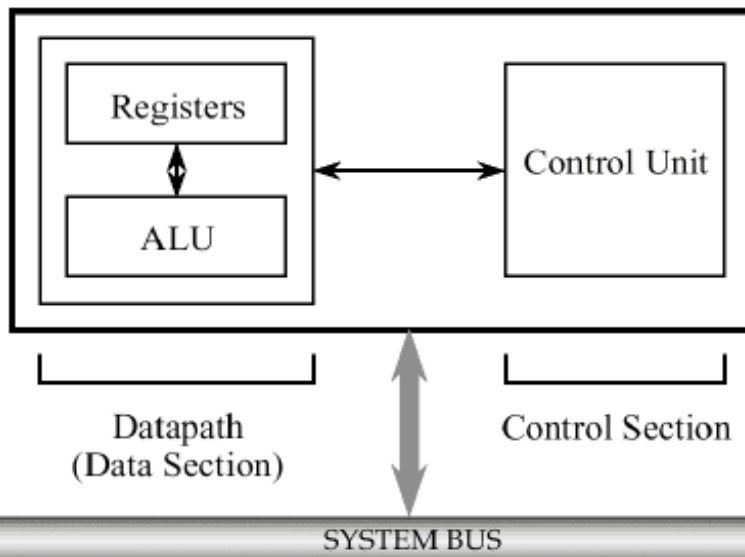 Registers
ALU
Control Unit
Datapath
(Data Section)
Control Section
SYSTEM BUS